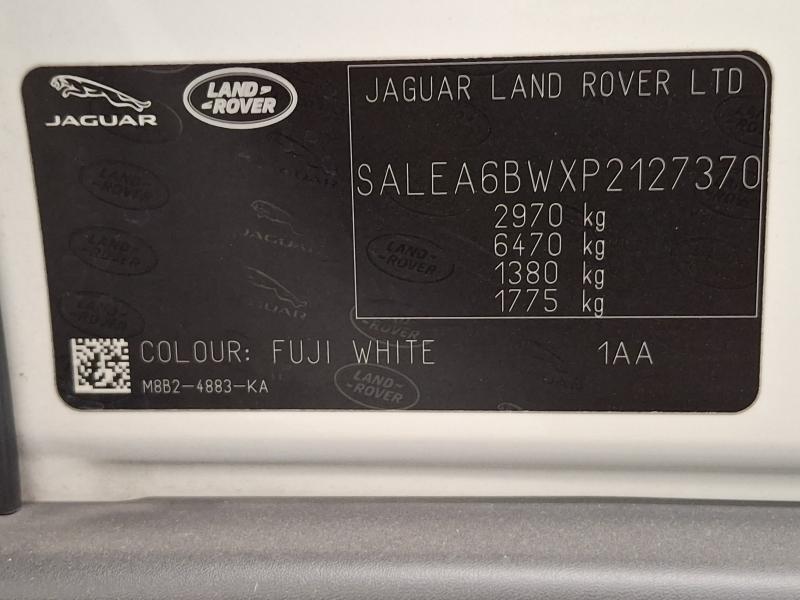 JAGUAR
LAND ROVER
JAGUAR LAND ROVER LTD
SALEA6BWXP2127370
2970 kg
6470 kg
1380 kg
1775 kg
COLOUR: FUJI WHITE 1AA
M8B2-4883-KA